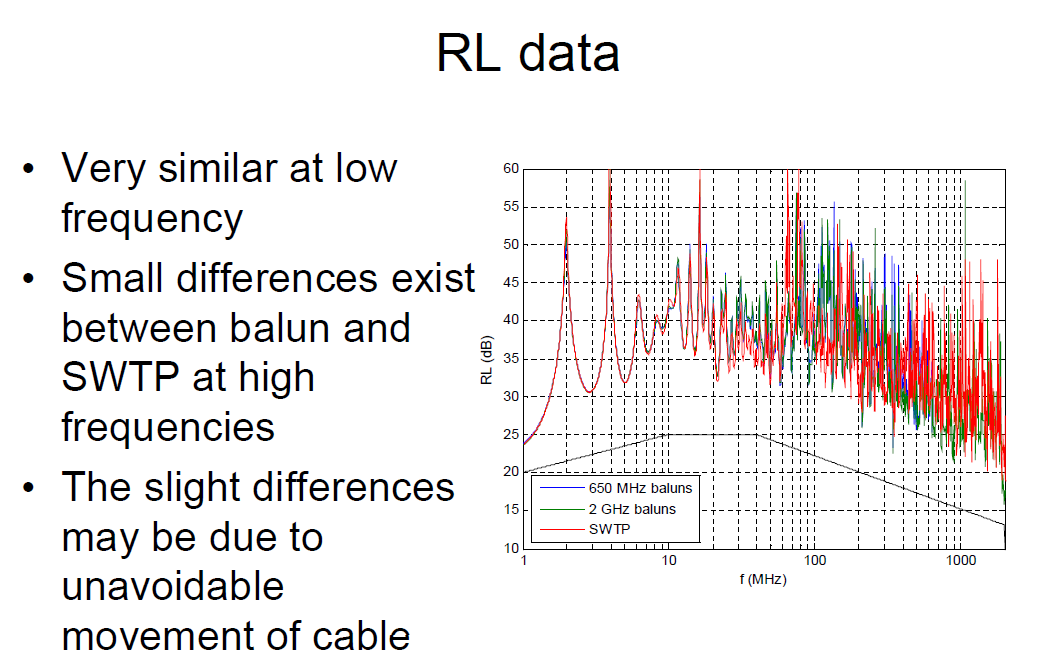 RL data
• Very similar at low
frequency
• Small differences exist
between balun and
SWTP at high
frequencies
• The slight differences
may be due to
unavoidable
movement of cable
60
55
50
45
40
35
30
25
20
15
10
RL (dB)
650 MHz baluns
2 GHz baluns
SWTP
1
10
100
1000
f (MHz)